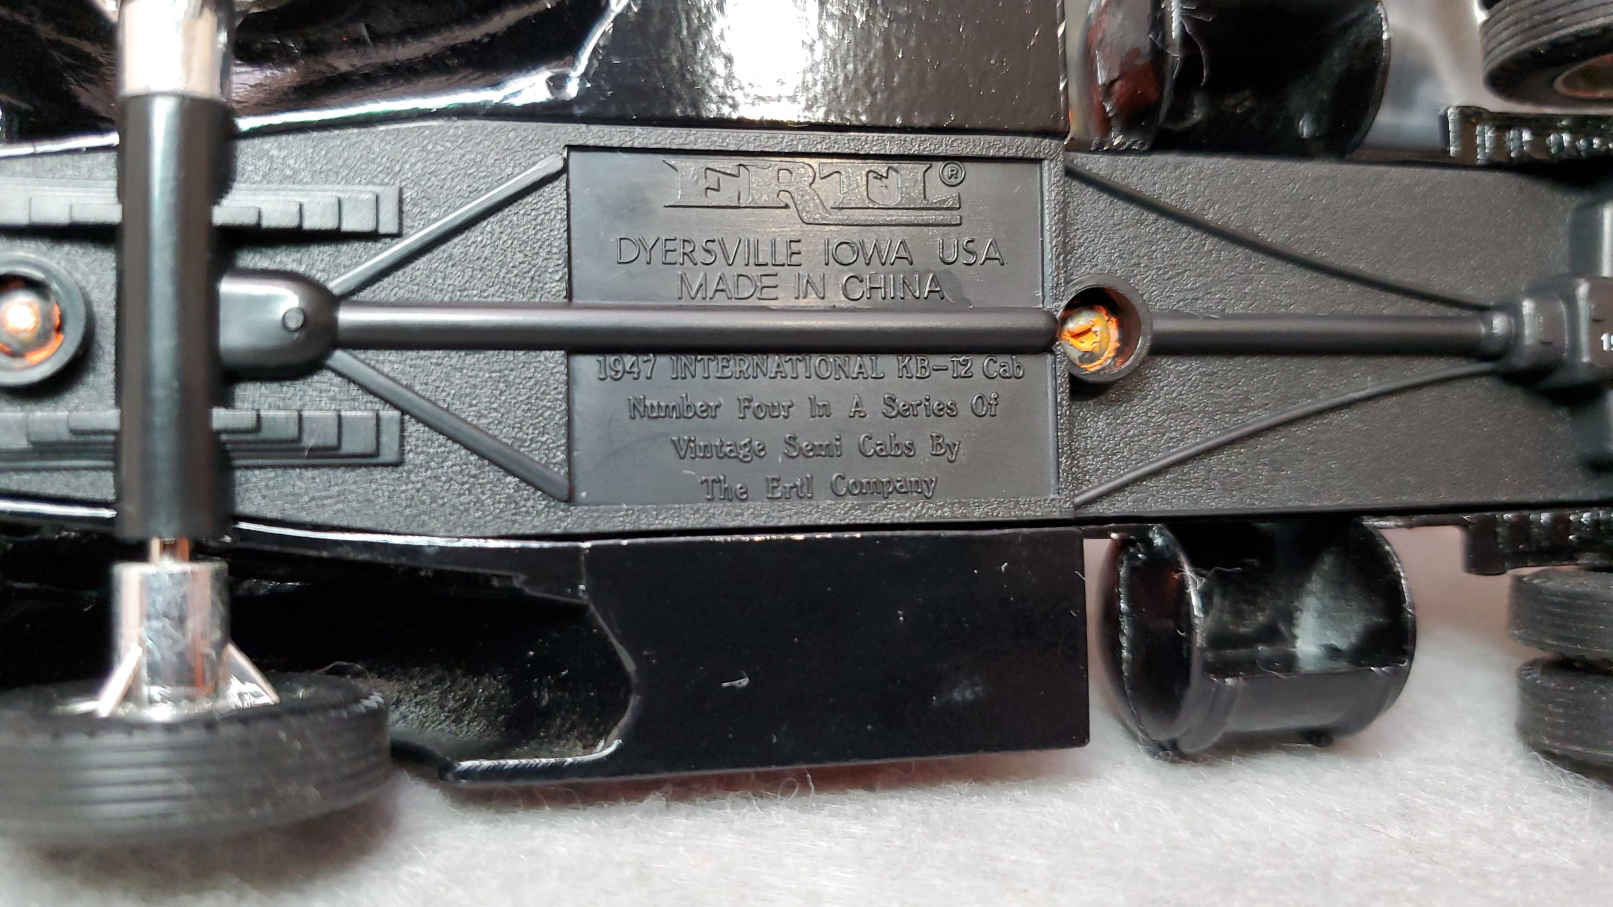 ERTL®
DYERSVILLE IOWA USA
MADE IN CHINA
1947 INTERNATIONAL KB-12 Cab
Number Four In A Series Of
Vintage Semi Cabs By
The Ertl Company